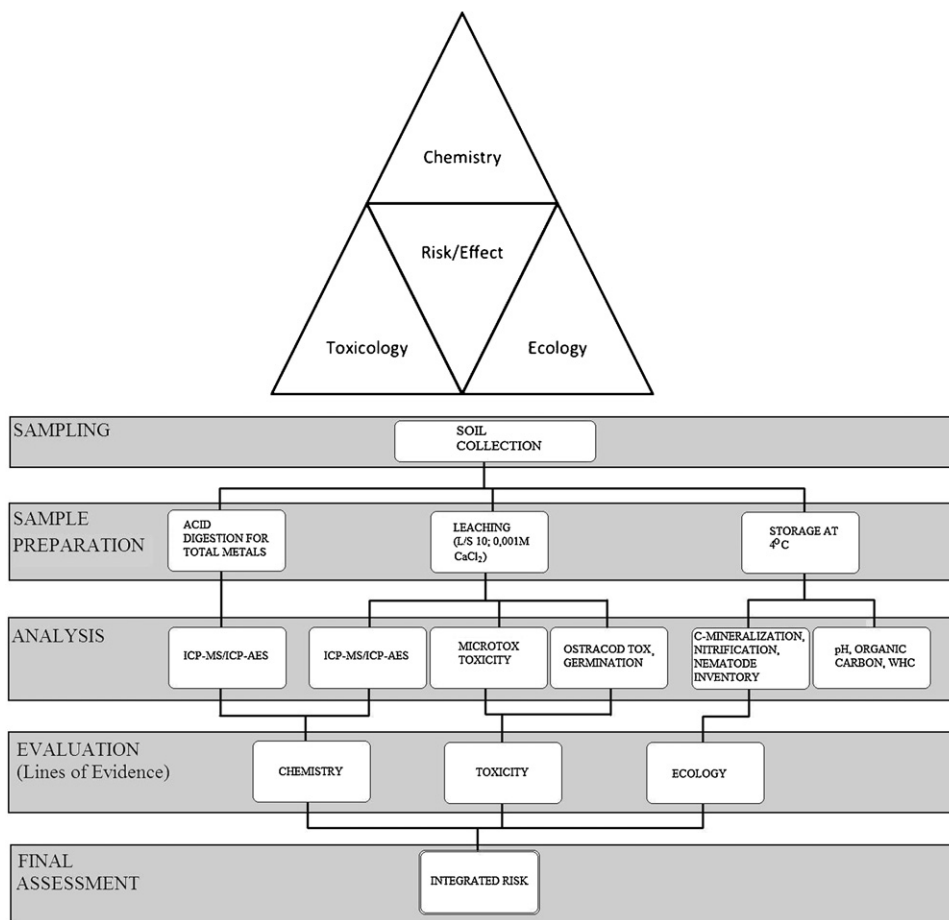 Chemistry
Risk/Effect
Toxicology
Ecology
SAMPLING
SOIL
COLLECTION
SAMPLE
PREPARATION
ACID
DIGESTION FOR
TOTAL METALS
LEACHING
(L/S 10; 0,001M
CaCl₂)
STORAGE AT
4⁰C
ANALYSIS
ICP-MS/ICP-AES
ICP-MS/ICP-AES
MICROTOX
TOXICITY
OSTRACOD TOX,
GERMINATION
C-MINERALIZATION,
NITRIFICATION,
NEMATODE
INVENTORY
pH, ORGANIC
CARBON, WHC
EVALUATION
(Lines of Evidence)
CHEMISTRY
TOXICITY
ECOLOGY
FINAL
ASSESSMENT
INTEGRATED RISK